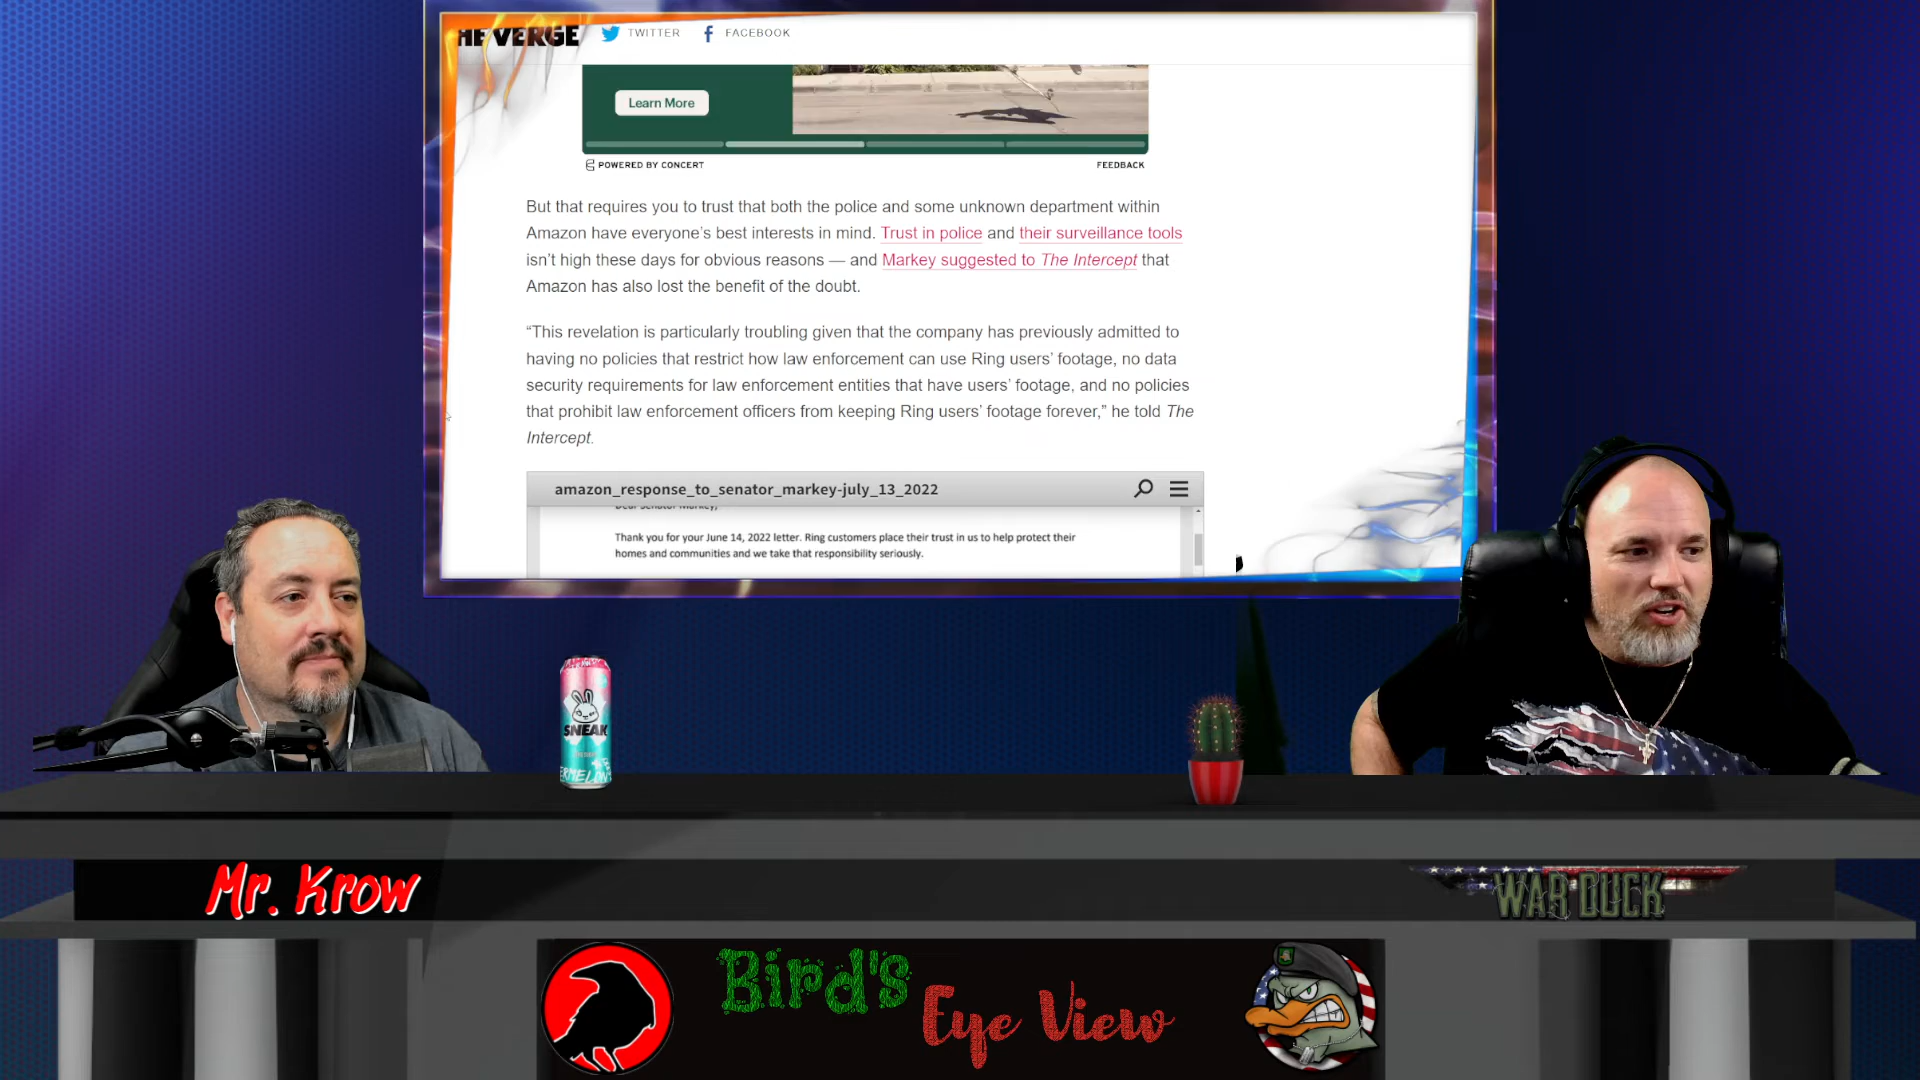 HE VERGE TWITTER FACEBOOK
Learn More
POWERED BY CONCERT FEEDBACK
But that requires you to trust that both the police and some unknown department within
Amazon have everyone’s best interests in mind. Trust in police and their surveillance tools
isn’t high these days for obvious reasons — and Markey suggested to The Intercept that
Amazon has also lost the benefit of the doubt.
“This revelation is particularly troubling given that the company has previously admitted to
having no policies that restrict how law enforcement can use Ring users’ footage, no data
security requirements for law enforcement entities that have users’ footage, and no policies
that prohibit law enforcement officers from keeping Ring users’ footage forever,” he told The
Intercept.
amazon_response_to_senator_markey-july_13_2022
Dear Senator Markey,
Thank you for your June 14, 2022 letter. Ring customers place their trust in us to help protect their
homes and communities and we take that responsibility seriously.
SNEAK
ERMELON
Mr. Krow
WAR DUCK
Bird's
Eye View